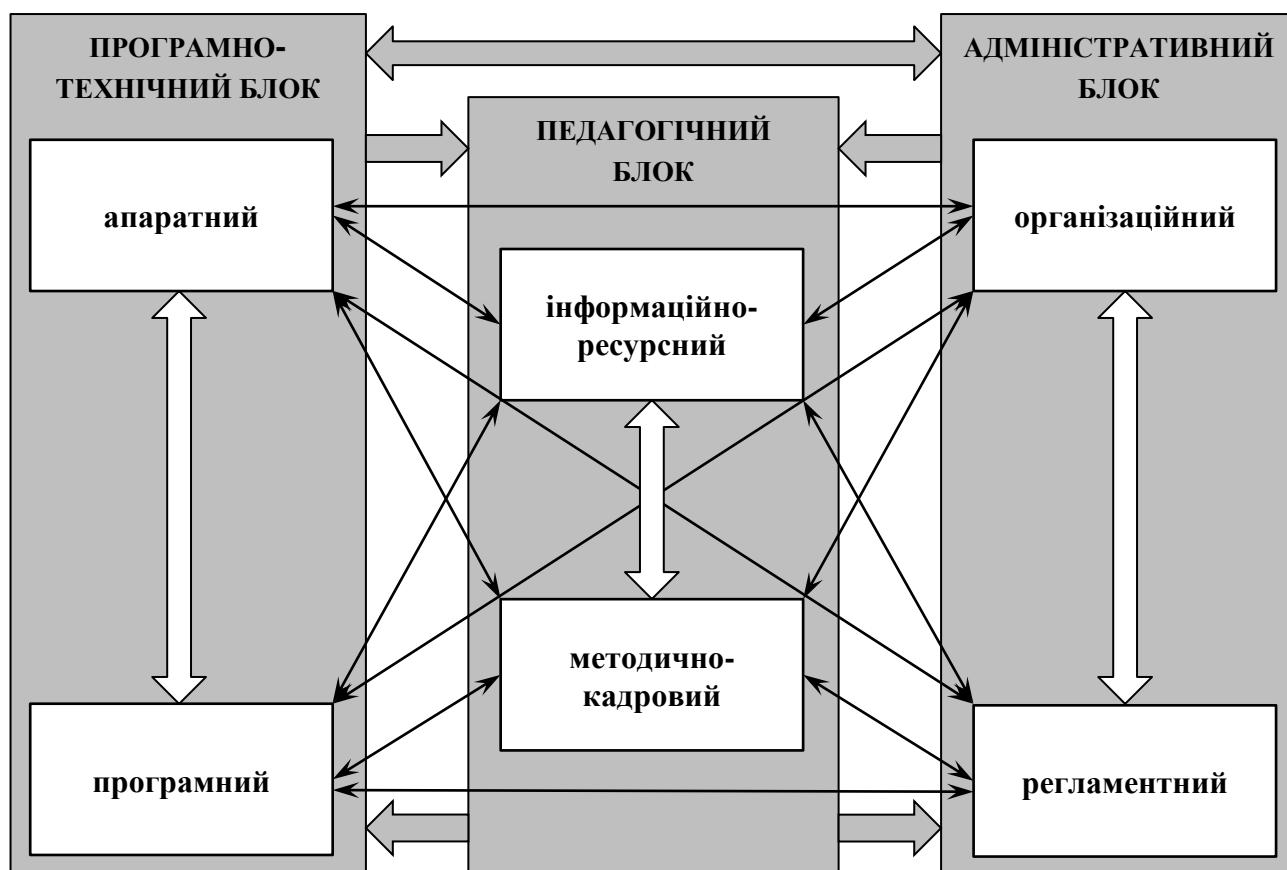 ПРОГРАМНО-
ТЕХНІЧНИЙ БЛОК
апаратний
програмний
ПЕДАГОГІЧНИЙ
БЛОК
інформаційно-
ресурсний
методично-
кадровий
АДМІНІСТРАТИВНИЙ
БЛОК
організаційний
регламентний